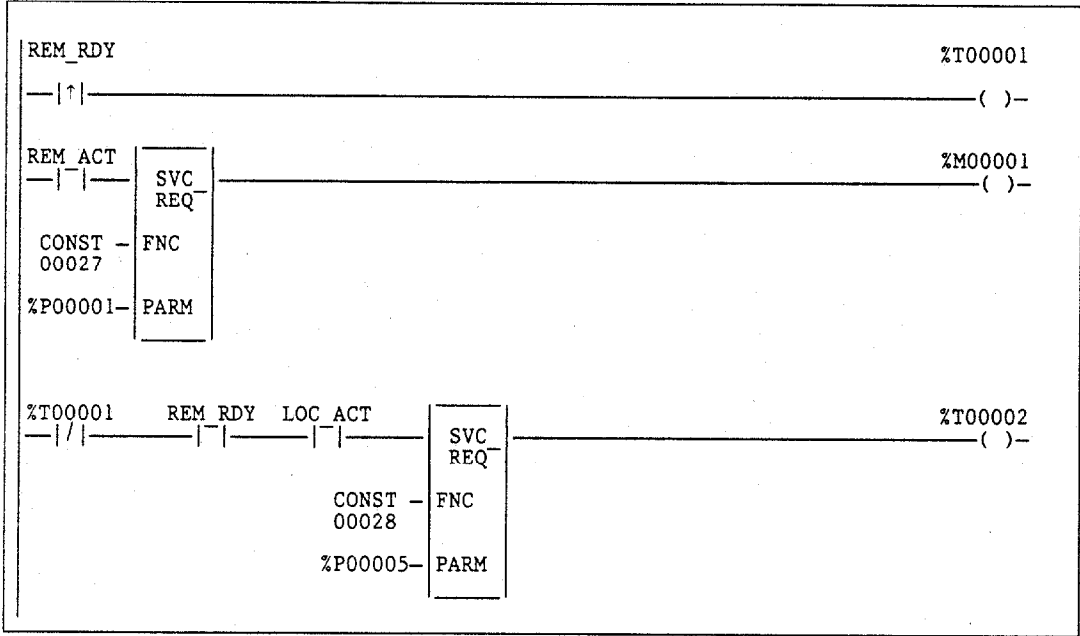 REM_RDY %T00001
—|↑|— —( )—
REM_ACT %M00001
—| |— SVC_ —( )—
REQ
CONST – FNC
00027
%P00001– PARM
%T00001 REM_RDY LOC_ACT %T00002
—|/|— —| |— —| |— SVC_ —( )—
REQ
CONST – FNC
00028
%P00005– PARM